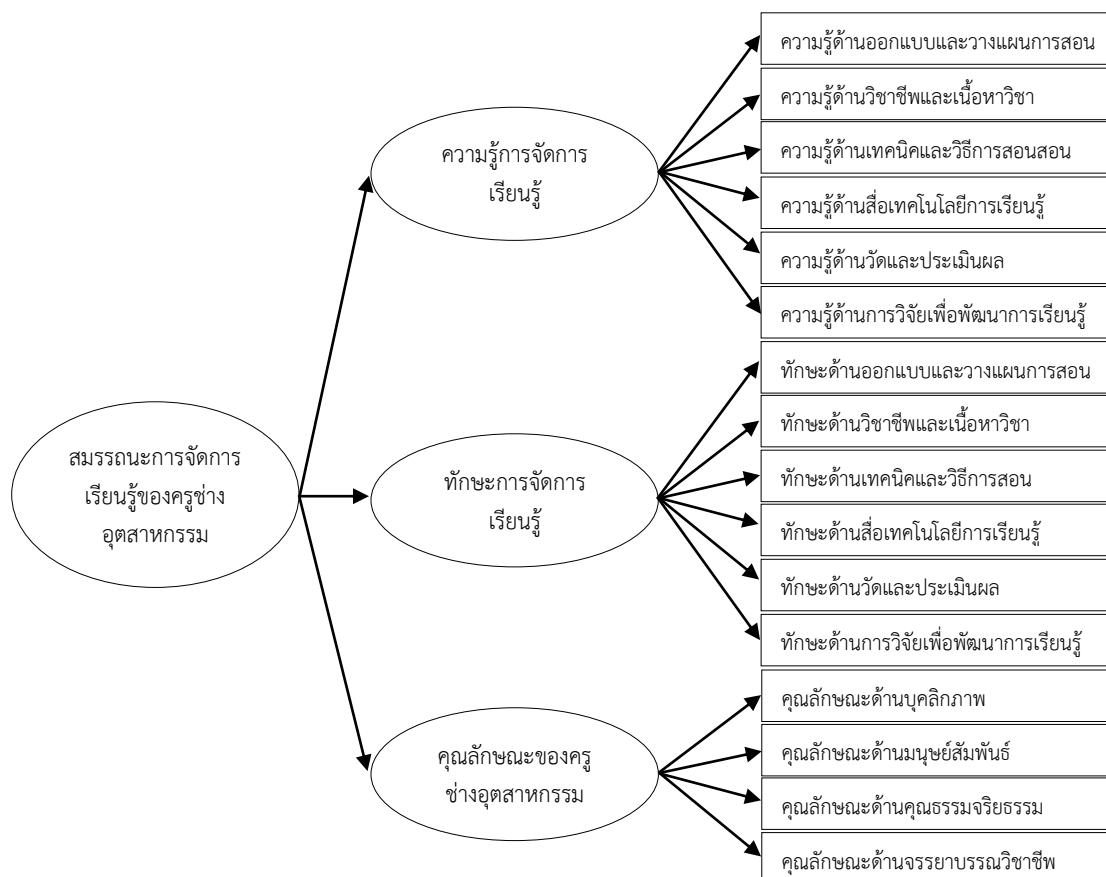 สมรรถนะการจัดการ
เรียนรู้ของครูช่าง
อุตสาหกรรม
ความรู้การจัดการ
เรียนรู้
ความรู้ด้านออกแบบและวางแผนการสอน
ความรู้ด้านวิชาชีพและเนื้อหาวิชา
ความรู้ด้านเทคนิคและวิธีการสอนสอน
ความรู้ด้านสื่อเทคโนโลยีการเรียนรู้
ความรู้ด้านวัดและประเมินผล
ความรู้ด้านการวิจัยเพื่อพัฒนาการเรียนรู้
ทักษะการจัดการ
เรียนรู้
ทักษะด้านออกแบบและวางแผนการสอน
ทักษะด้านวิชาชีพและเนื้อหาวิชา
ทักษะด้านเทคนิคและวิธีการสอน
ทักษะด้านสื่อเทคโนโลยีการเรียนรู้
ทักษะด้านวัดและประเมินผล
ทักษะด้านการวิจัยเพื่อพัฒนาการเรียนรู้
คุณลักษณะของครู
ช่างอุตสาหกรรม
คุณลักษณะด้านบุคลิกภาพ
คุณลักษณะด้านมนุษย์สัมพันธ์
คุณลักษณะด้านคุณธรรมจริยธรรม
คุณลักษณะด้านจรรยาบรรณวิชาชีพ